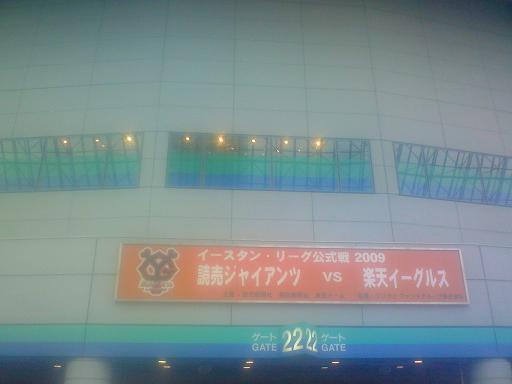 イースタン・リーグ公式戦 2009
読売ジャイアンツ VS 楽天イーグルス
ゲート 22 22 ゲート
GATE GATE